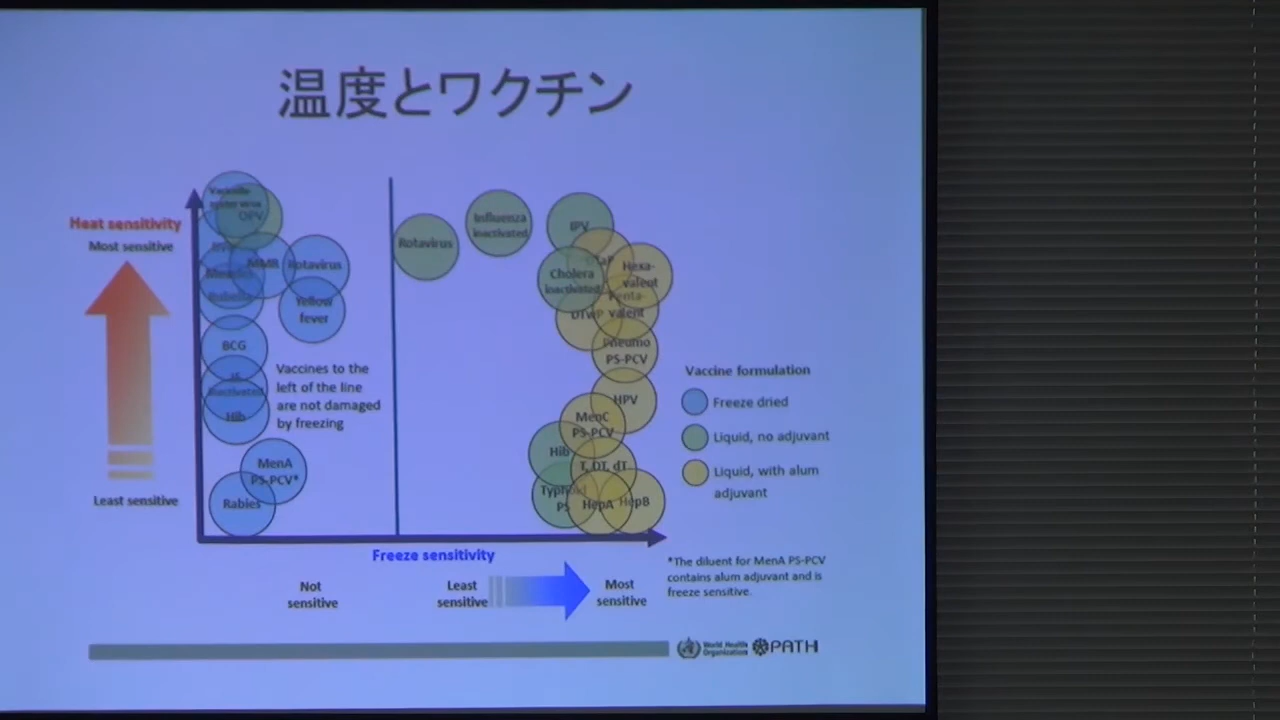 温度とワクチン
Heat sensitivity
Most sensitive
Least sensitive
OPV
MMR
Rotavirus
Measles
Rubella
Yellow
fever
BCG
inactivated
Hib
MenA
PS-PCV*
Rabies
Vaccines to the
left of the line
are not damaged
by freezing
Rotavirus
Influenza
inactivated
IPV
Cholera
inactivated
Hexa-
valent
Penta-
valent
DTwP
Pneumo
PS-PCV
HPV
MenC
PS-PCV
Hib
T, DT, dT
Typhoid
PS
HepA
HepB
Vaccine formulation
Freeze dried
Liquid, no adjuvant
Liquid, with alum
adjuvant
Freeze sensitivity
Not
sensitive
Least
sensitive
Most
sensitive
*The diluent for MenA PS-PCV
contains alum adjuvant and is
freeze sensitive.
World Health
Organization
PATH